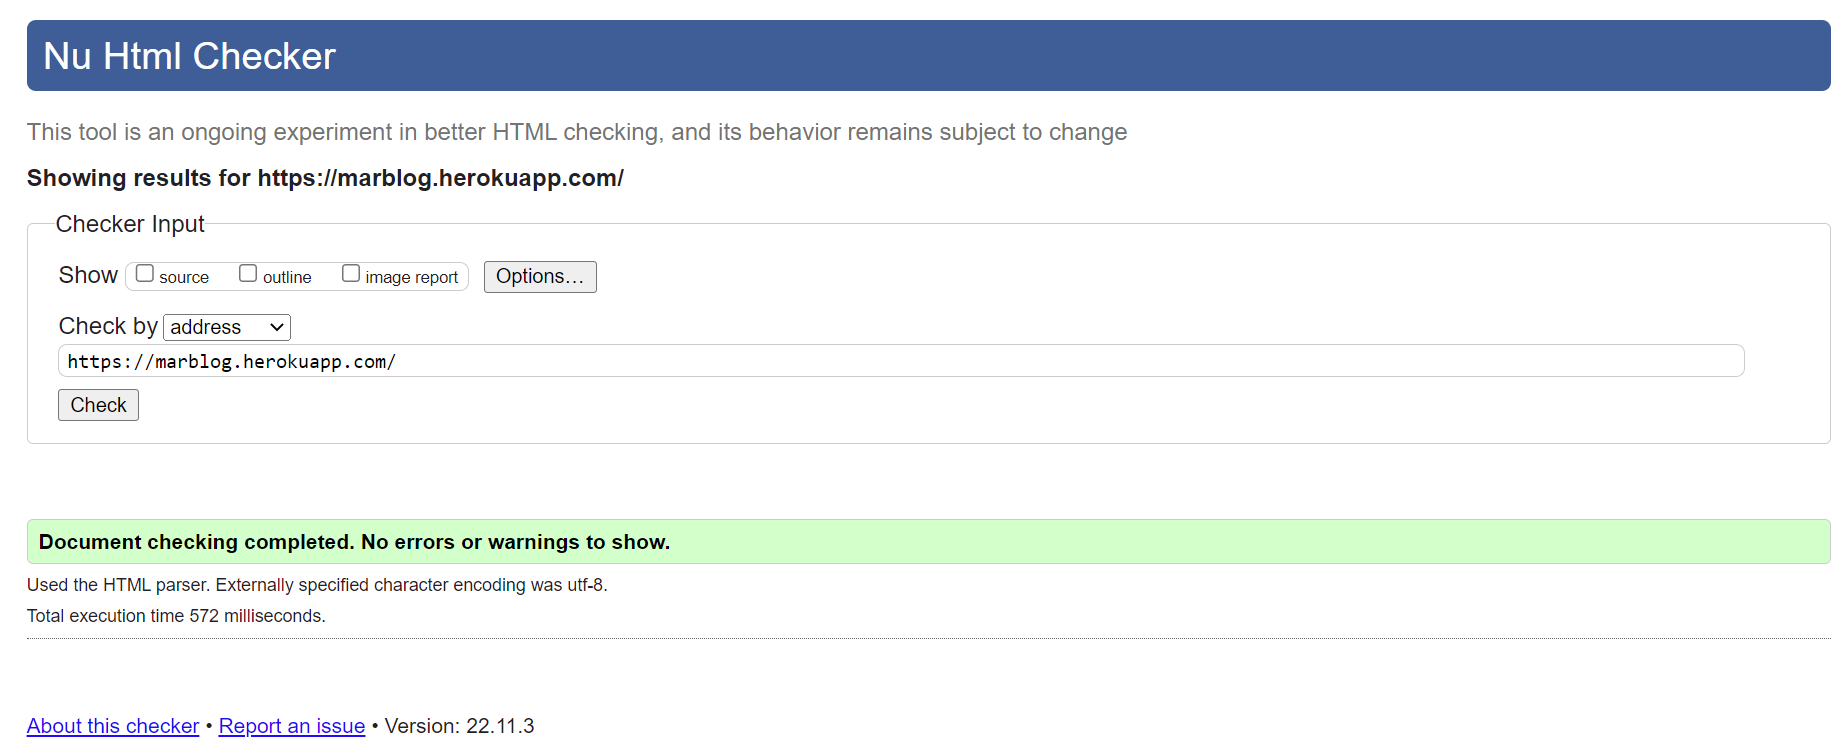 Nu Html Checker
This tool is an ongoing experiment in better HTML checking, and its behavior remains subject to change
Showing results for https://marblog.herokuapp.com/
Checker Input
Show source outline image report Options…
Check by address
https://marblog.herokuapp.com/
Check
Document checking completed. No errors or warnings to show.
Used the HTML parser. Externally specified character encoding was utf-8.
Total execution time 572 milliseconds.
About this checker • Report an issue • Version: 22.11.3